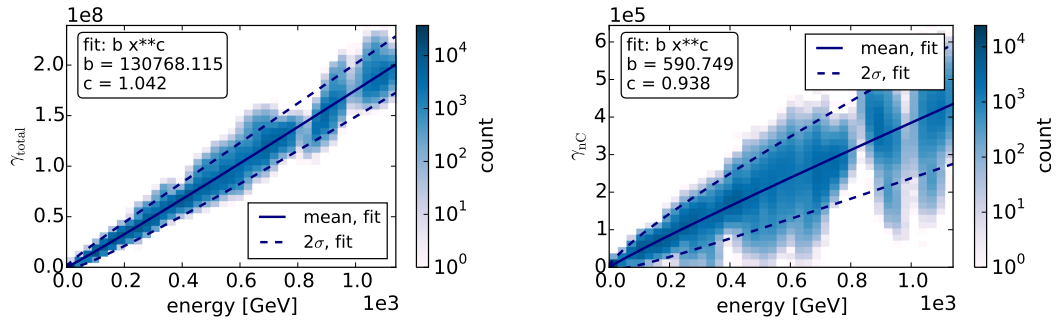 1e8
fit: b x**c
b = 130768.115
c = 1.042
2.0
1.5
1.0
0.5
0.0
γtotal
mean, fit
2σ, fit
0.0 0.2 0.4 0.6 0.8 1.0
energy [GeV]
1e3
10^4
10^3
10^2
10^1
10^0
count
1e5
fit: b x**c
b = 590.749
c = 0.938
mean, fit
2σ, fit
6
5
4
3
2
1
0
γnC
0.0 0.2 0.4 0.6 0.8 1.0
energy [GeV]
1e3
10^4
10^3
10^2
10^1
10^0
count